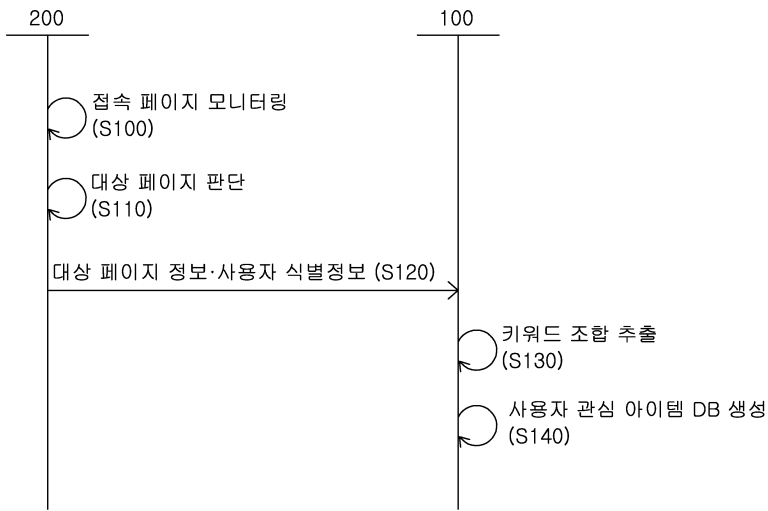 200
100
접속 페이지 모니터링
(S100)
대상 페이지 판단
(S110)
대상 페이지 정보·사용자 식별정보 (S120)
키워드 조합 추출
(S130)
사용자 관심 아이템 DB 생성
(S140)